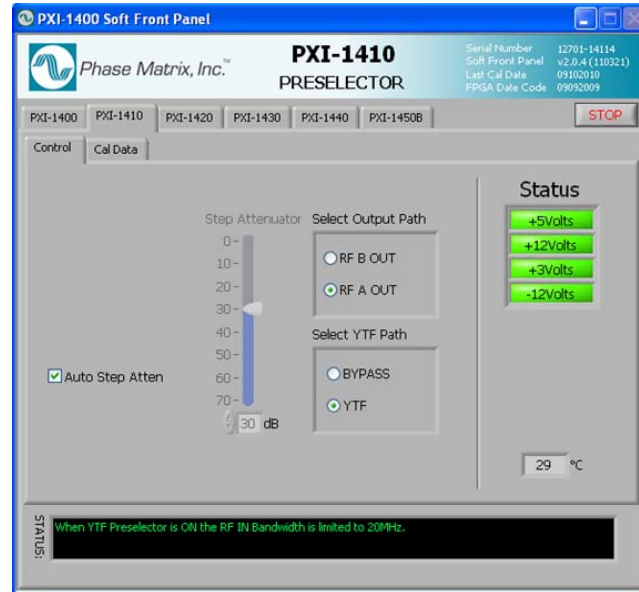 PXI-1400 Soft Front Panel
Phase Matrix, Inc.™
PXI-1410
PRESELECTOR
Serial Number 12701-14114
Soft Front Panel v2.0.4 (110321)
Last Cal Date 09102010
FPGA Date Code 09092009
PXI-1400 PXI-1410 PXI-1420 PXI-1430 PXI-1440 PXI-1450B STOP
Control Cal Data
Step Attenuator
0-
10-
20-
30-
40-
50-
60-
70-
30 dB
Auto Step Atten
Select Output Path
RF B OUT
RF A OUT
Select YTF Path
BYPASS
YTF
Status
+5Volts
+12Volts
+3Volts
-12Volts
29 °C
STATUS:
When YTF Preselector is ON the RF IN Bandwidth is limited to 20MHz.